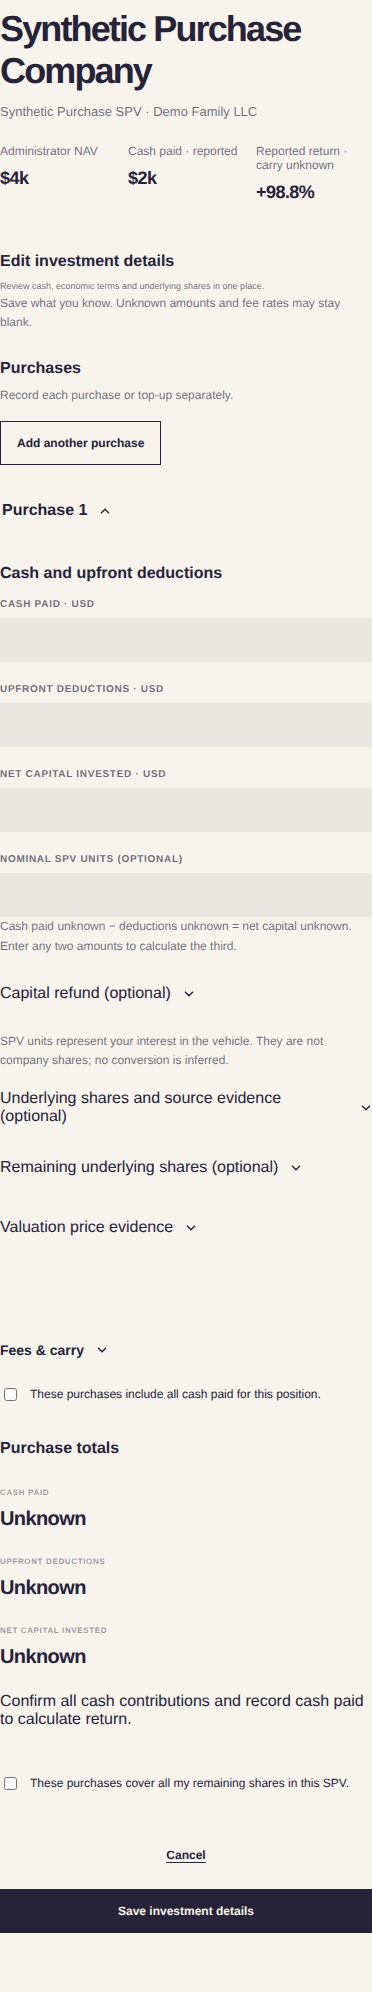 Synthetic Purchase
Company
Synthetic Purchase SPV · Demo Family LLC
Administrator NAV
$4k
Cash paid · reported
$2k
Reported return ·
carry unknown
+98.8%
Edit investment details
Review cash, economic terms and underlying shares in one place.
Save what you know. Unknown amounts and fee rates may stay
blank.
Purchases
Record each purchase or top-up separately.
Add another purchase
Purchase 1
Cash and upfront deductions
CASH PAID · USD
UPFRONT DEDUCTIONS · USD
NET CAPITAL INVESTED · USD
NOMINAL SPV UNITS (OPTIONAL)
Cash paid unknown − deductions unknown = net capital unknown.
Enter any two amounts to calculate the third.
Capital refund (optional)
SPV units represent your interest in the vehicle. They are not
company shares; no conversion is inferred.
Underlying shares and source evidence
(optional)
Remaining underlying shares (optional)
Valuation price evidence
Fees & carry
These purchases include all cash paid for this position.
Purchase totals
CASH PAID
Unknown
UPFRONT DEDUCTIONS
Unknown
NET CAPITAL INVESTED
Unknown
Confirm all cash contributions and record cash paid
to calculate return.
These purchases cover all my remaining shares in this SPV.
Cancel
Save investment details